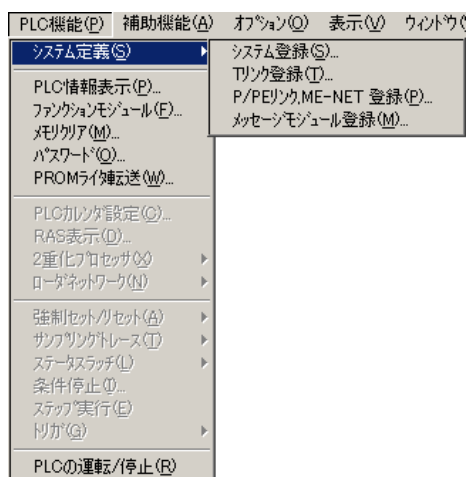 PLC機能(P) 補助機能(A) オプション(O) 表示(V) ウィンドウ(
システム定義(S)
システム登録(S)...
Tリンク登録(T)...
P/PEリンク,ME-NET 登録(P)...
メッセージモジュール登録(M)...
PLC情報表示(P)...
ファンクションモジュール(F)...
メモリクリア(M)...
パスワード(O)...
PROMライタ転送(W)...
PLCカレンダ設定(C)...
RAS表示(D)...
2重化プロセッサ(X)
ローダネットワーク(N)
強制セット/リセット(A)
サンプリングトレース(T)
ステータスラッチ(L)
条件停止(I)...
ステップ実行(E)
トリガ(G)
PLCの運転/停止(R)